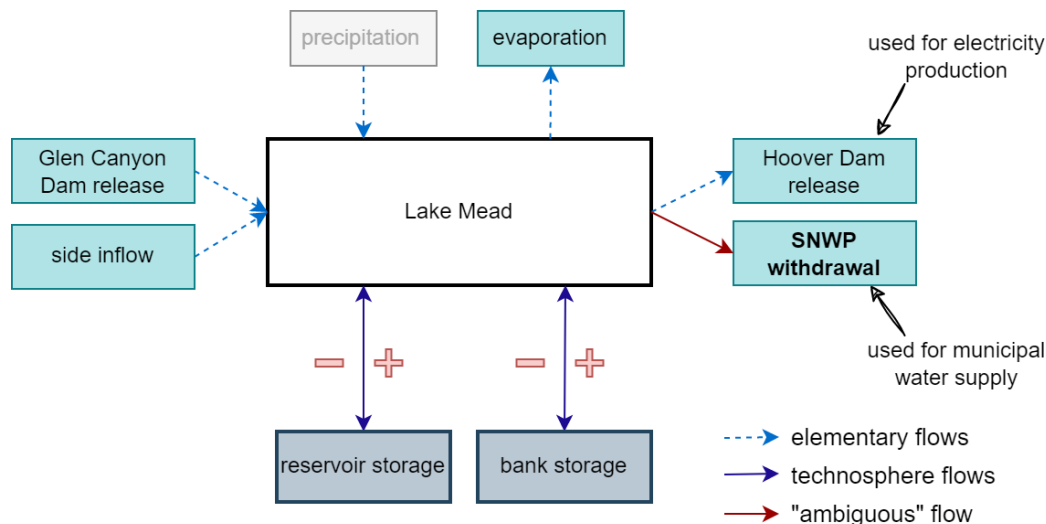 precipitation
evaporation
used for electricity
production
Glen Canyon
Dam release
Hoover Dam
release
Lake Mead
side inflow
SNWP
withdrawal
used for municipal
water supply
reservoir storage
bank storage
elementary flows
technosphere flows
"ambiguous" flow